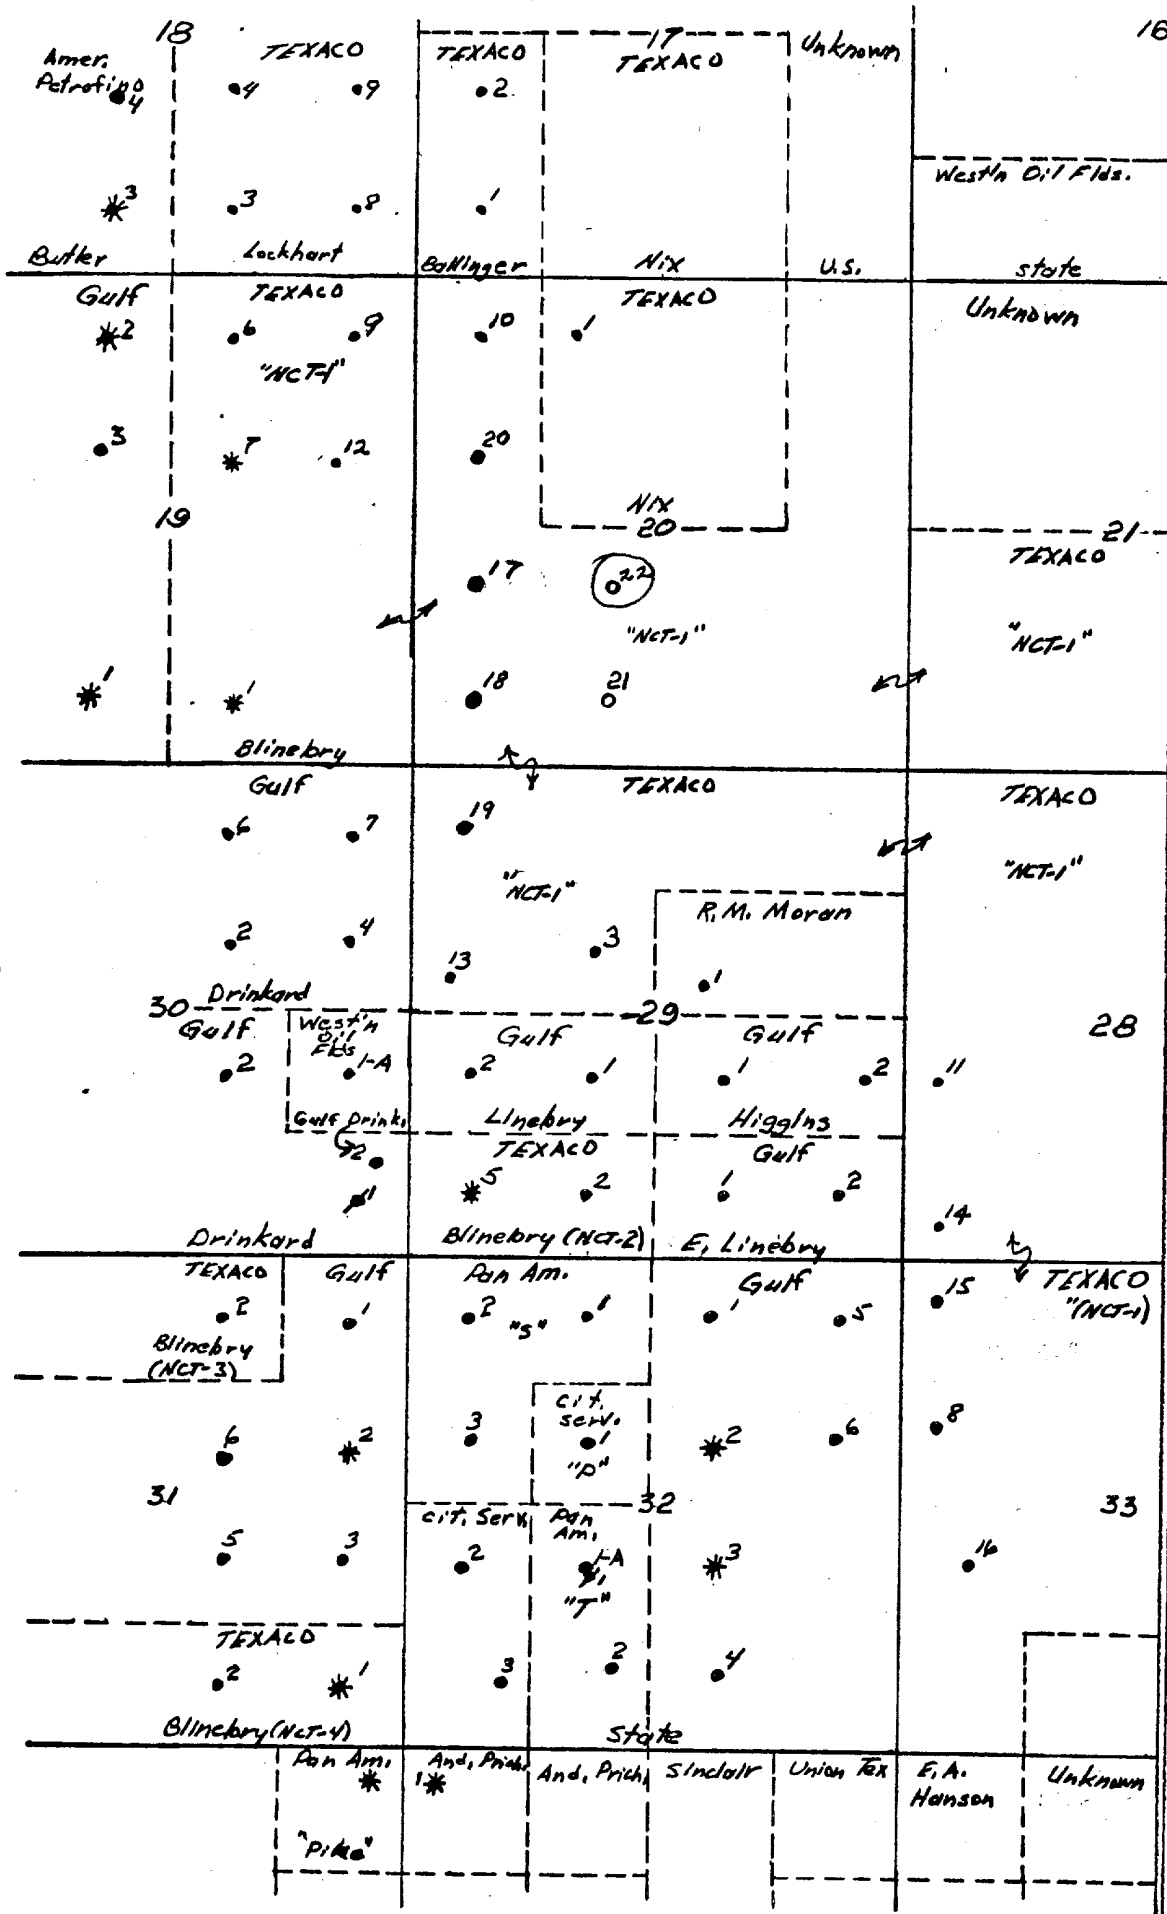 18 17 16
Amer. Petrofina TEXACO TEXACO TEXACO Unknown
4 4 9 2
West'n Oil Flds.
3 3 8 1
Butler Lockhart Ballinger Nix U.S. state
Gulf TEXACO TEXACO Unknown
2 6 9 10 1
"NCT-1"
3 7 12 20
Nix
19 20 21
TEXACO
17 22
"NCT-1" "NCT-1"
1 1 18 21
Blinebry
Gulf TEXACO TEXACO
6 7 19
"NCT-1" "NCT-1"
R. M. Moran
2 4 3
13 1
Drinkard
30 29 28
Gulf West'n Oil Flds Gulf Gulf
2 1-A 2 1 1 2 11
Gulf Drink. Linebry Higgins
TEXACO Gulf
2
1 5 2 1 2
14
Drinkard Blinebry (NCT-2) E. Linebry
TEXACO Gulf Pan Am. Gulf TEXACO
"(NCT-1)
2 1 2 "S" 1 1 5 15
Blinebry
(NCT-3)
cit. serv.
6 2 3 1 2 6 8
"P"
31 32 33
cit. Serv. Pan Am.
5 3 2 1-A 3 16
1
"T"
TEXACO
2 1 3 2 4
Blinebry (NCT-4) State
Pan Am. And. Prich. And. Prich. Sinclair Union Tex E. A. Hanson Unknown
1
"Pike"